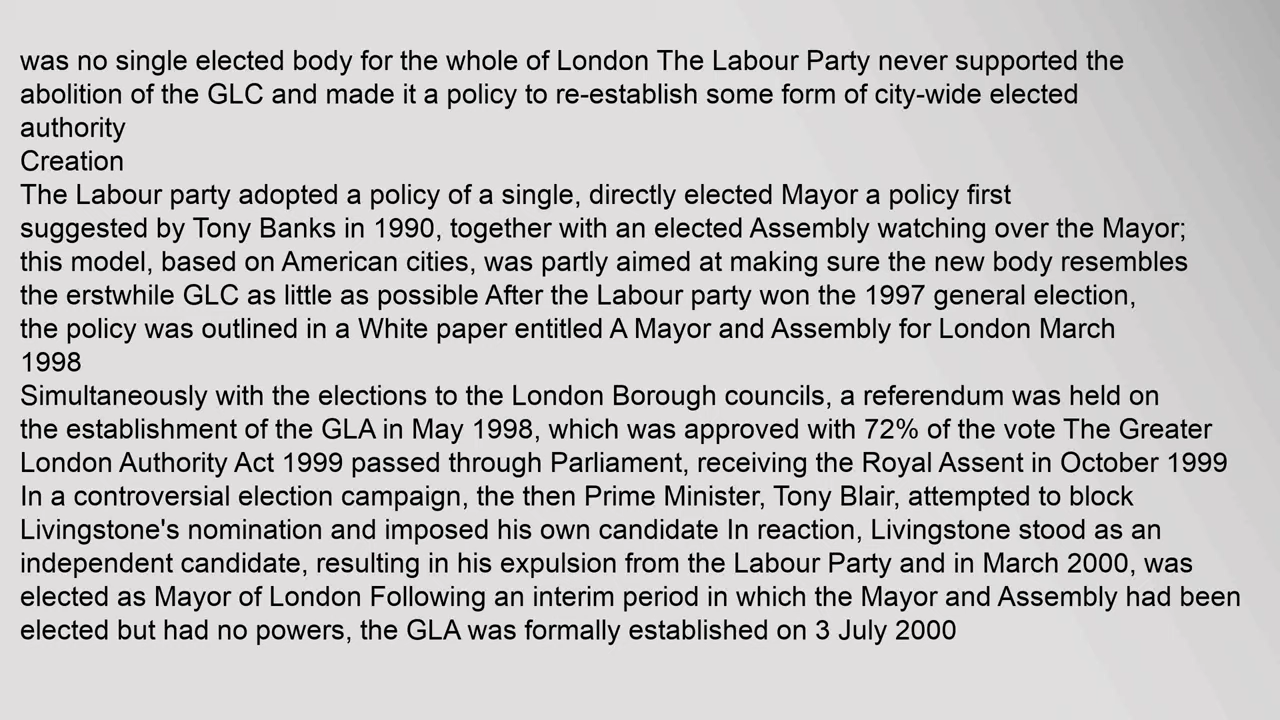 was no single elected body for the whole of London The Labour Party never supported the
abolition of the GLC and made it a policy to re-establish some form of city-wide elected
authority
Creation
The Labour party adopted a policy of a single, directly elected Mayor a policy first
suggested by Tony Banks in 1990, together with an elected Assembly watching over the Mayor;
this model, based on American cities, was partly aimed at making sure the new body resembles
the erstwhile GLC as little as possible After the Labour party won the 1997 general election,
the policy was outlined in a White paper entitled A Mayor and Assembly for London March
1998
Simultaneously with the elections to the London Borough councils, a referendum was held on
the establishment of the GLA in May 1998, which was approved with 72% of the vote The Greater
London Authority Act 1999 passed through Parliament, receiving the Royal Assent in October 1999
In a controversial election campaign, the then Prime Minister, Tony Blair, attempted to block
Livingstone's nomination and imposed his own candidate In reaction, Livingstone stood as an
independent candidate, resulting in his expulsion from the Labour Party and in March 2000, was
elected as Mayor of London Following an interim period in which the Mayor and Assembly had been
elected but had no powers, the GLA was formally established on 3 July 2000